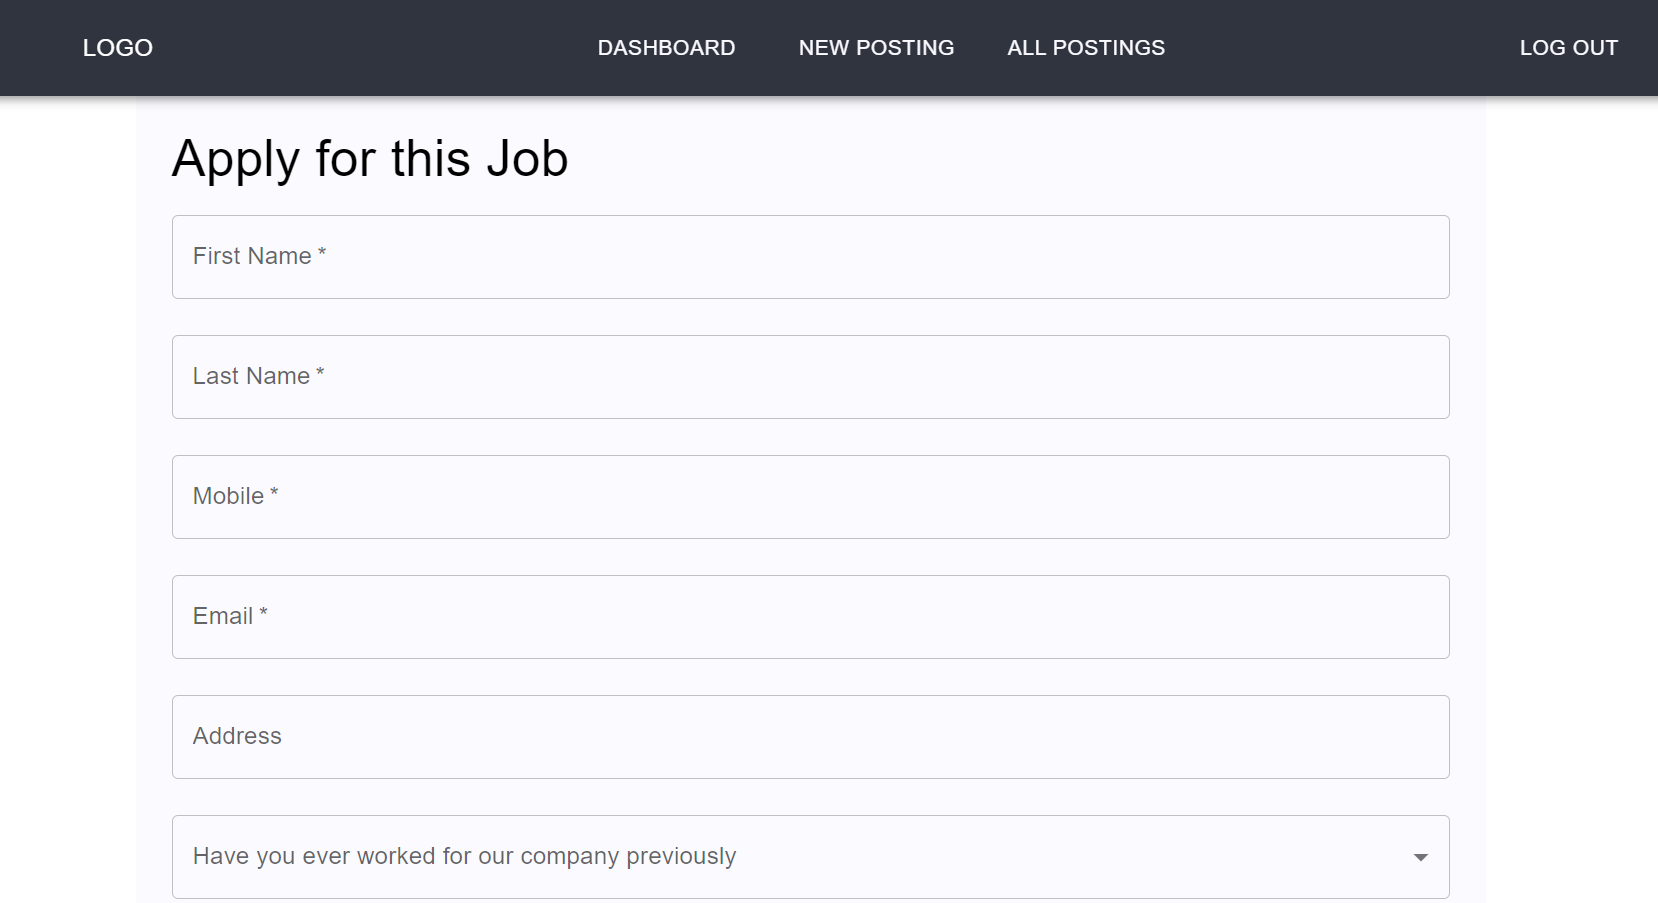 LOGO
DASHBOARD
NEW POSTING
ALL POSTINGS
LOG OUT
Apply for this Job
First Name *
Last Name *
Mobile *
Email *
Address
Have you ever worked for our company previously